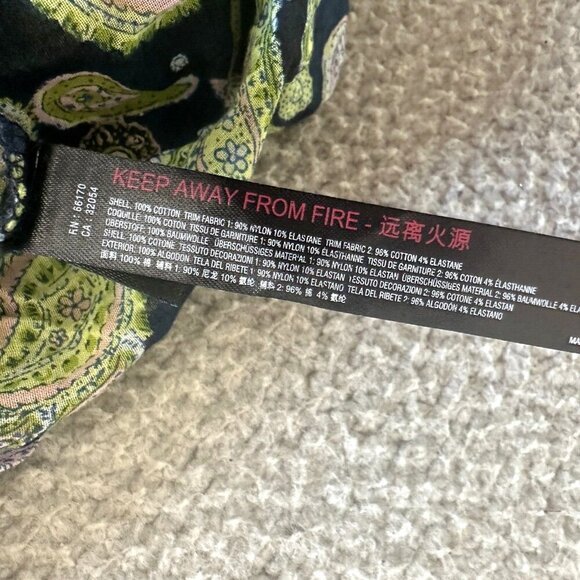 RN: 66170
CA: 32054
KEEP AWAY FROM FIRE - 远离火源
SHELL: 100% COTTON TRIM FABRIC 1: 90% NYLON 10% ELASTANE TRIM FABRIC 2: 96% COTTON 4% ELASTANE
COQUILLE: 100% COTON TISSU DE GARNITURE 1: 90% NYLON 10% ELASTHANNE TISSU DE GARNITURE 2: 96% COTON 4% ELASTHANNE
ÜBERSTOFF: 100% BAUMWOLLE ÜBERSCHÜSSIGES MATERIAL 1: 90% NYLON 10% ELASTAN ÜBERSCHÜSSIGES MATERIAL 2: 96% BAUMWOLLE 4%
SHELL: 100% COTONE TESSUTO DECORAZIONI 1: 90% NYLON 10% ELASTAN TESSUTO DECORAZIONI 2: 96% COTONE 4% ELASTAN
EXTERIOR: 100% ALGODÓN TELA DEL RIBETE 1: 90% NYLON 10% ELASTANO TELA DEL RIBETE 2: 96% ALGODÓN 4% ELASTANO
面料 100% 棉 辅料 1: 90% 尼龙 10% 氨纶 辅料 2: 96% 棉 4% 氨纶